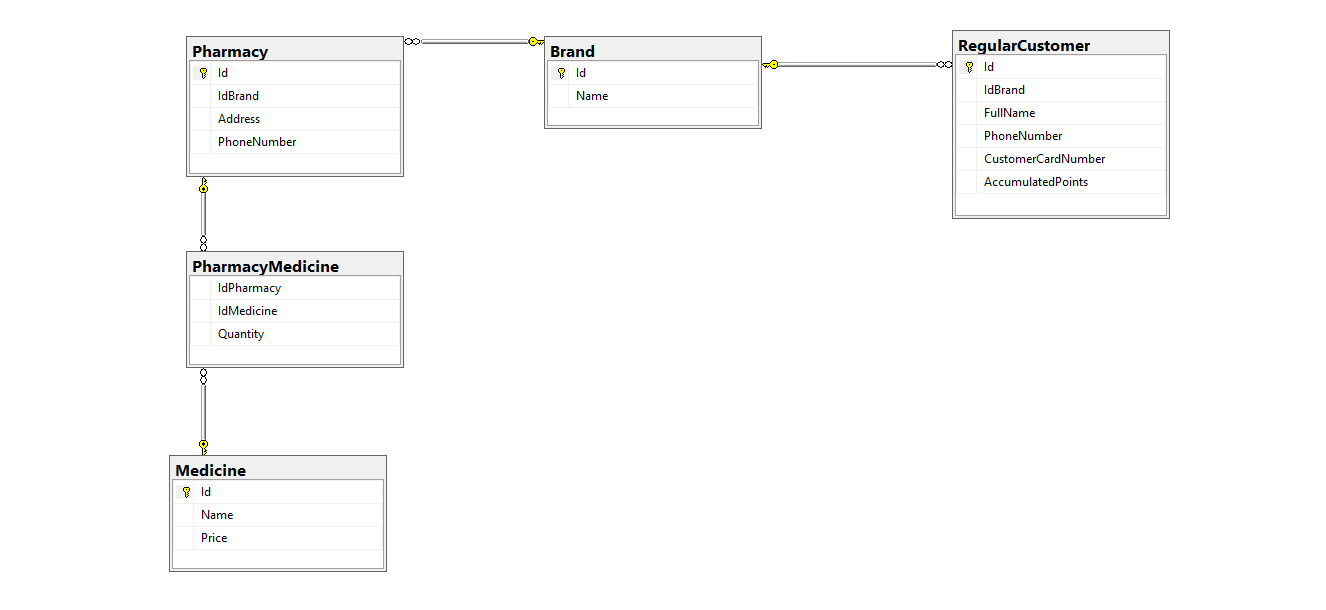 Pharmacy
Id
IdBrand
Address
PhoneNumber
Brand
Id
Name
RegularCustomer
Id
IdBrand
FullName
PhoneNumber
CustomerCardNumber
AccumulatedPoints
PharmacyMedicine
IdPharmacy
IdMedicine
Quantity
Medicine
Id
Name
Price